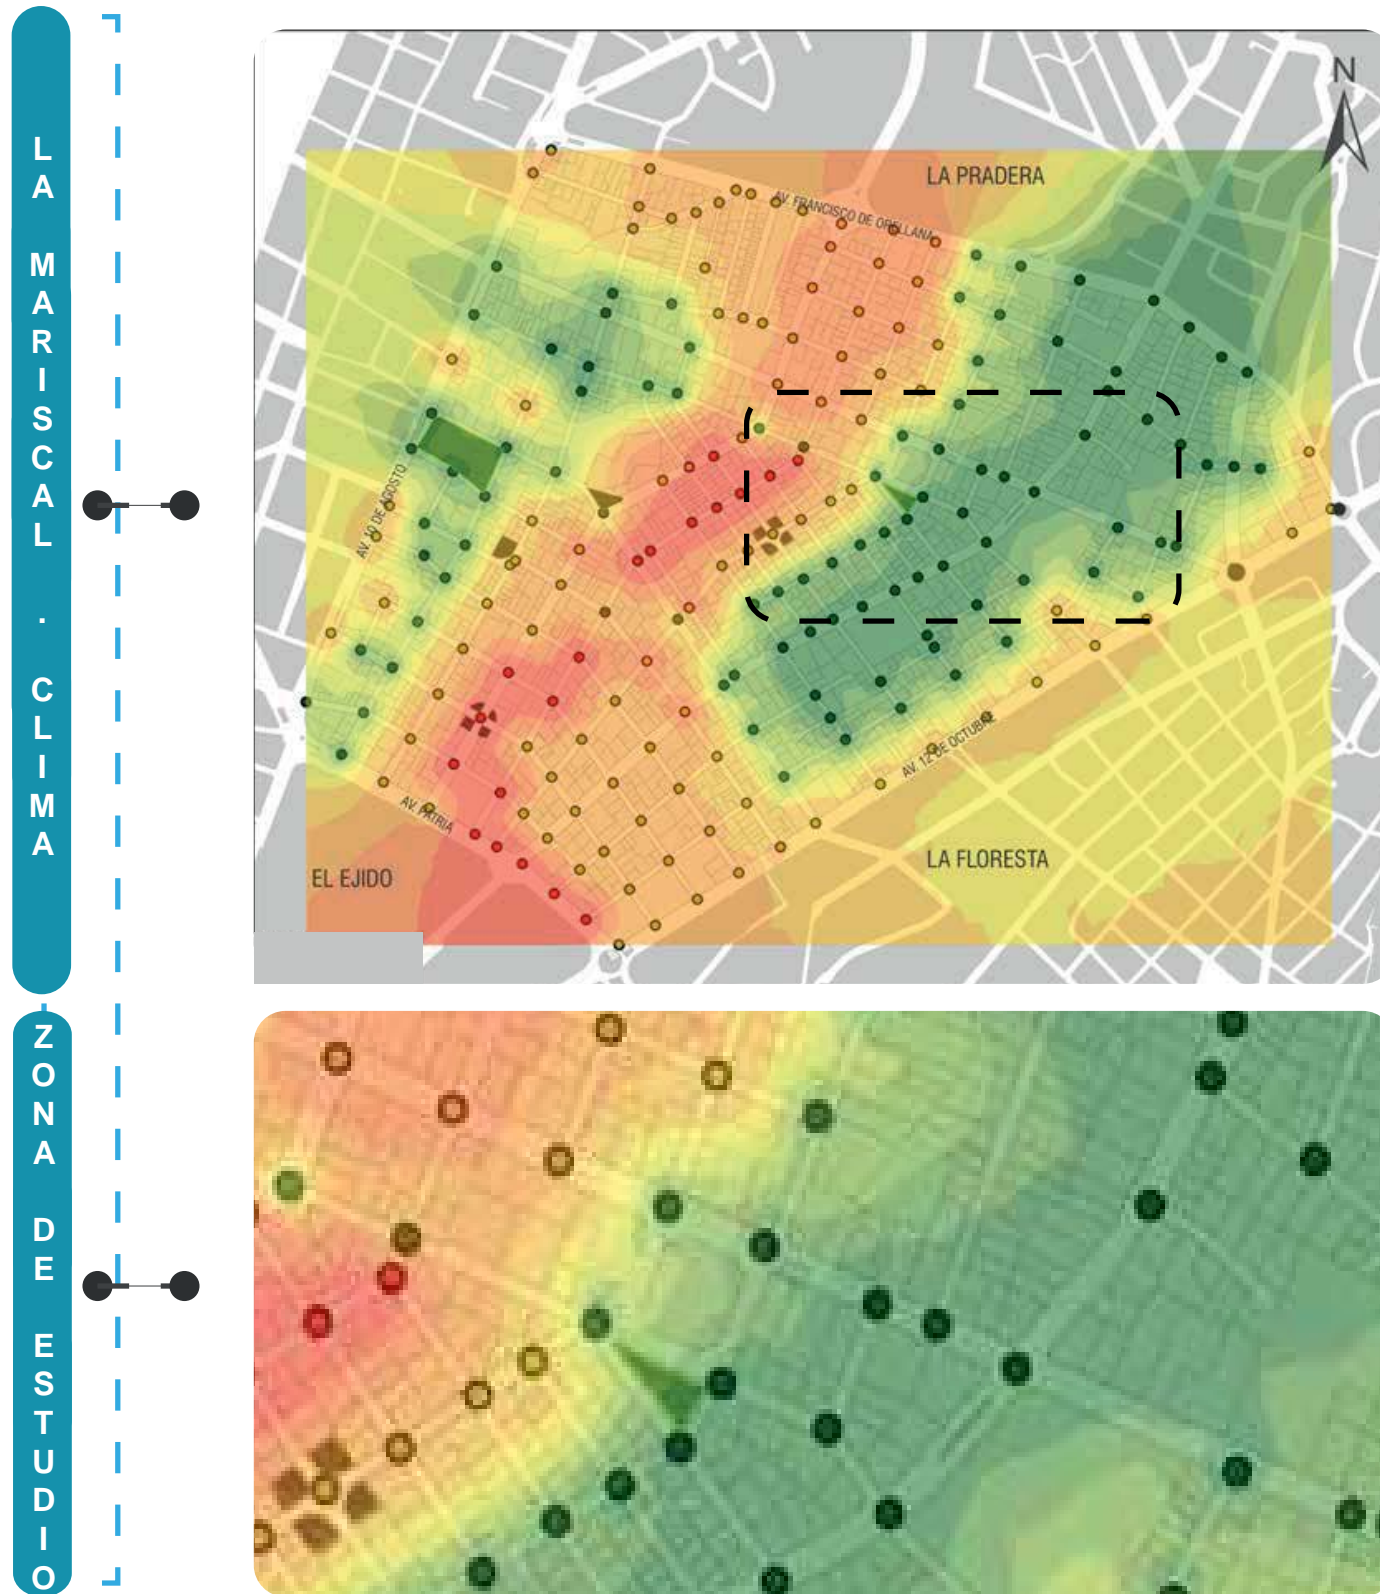 LA MARISCAL . CLIMA
N
LA PRADERA
AV. FRANCISCO DE ORELLANA
AV. 10 DE AGOSTO
AV. 12 DE OCTUBRE
AV. PATRIA
LA FLORESTA
EL EJIDO
ZONA DE ESTUDIO